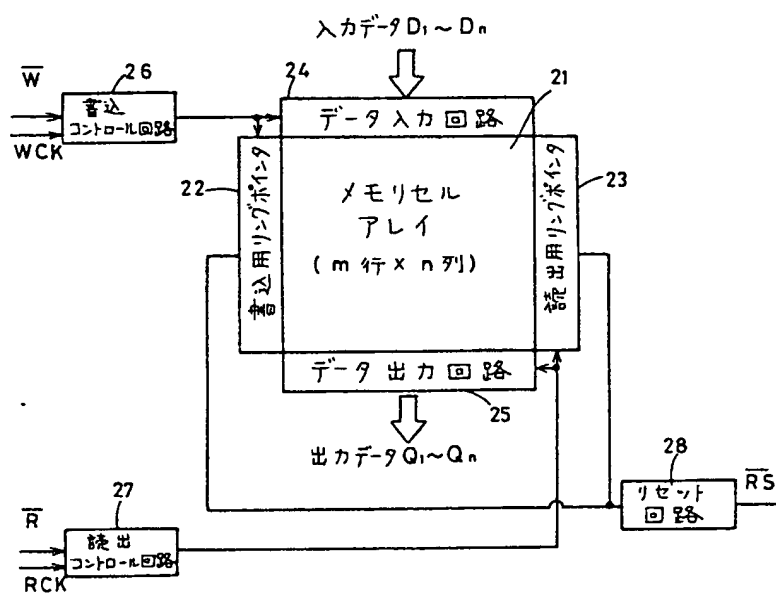 入力データD₁〜Dₙ
W̅
26
24
21
書込
コントロール回路
データ入力回路
WCK
22
23
書込用リングポインタ
メモリセル
アレイ
(m行×n列)
読出用リングポインタ
データ出力回路
25
出力データQ₁〜Qₙ
28
リセット
回路
R̅S̅
R̅
27
読出
コントロール回路
RCK